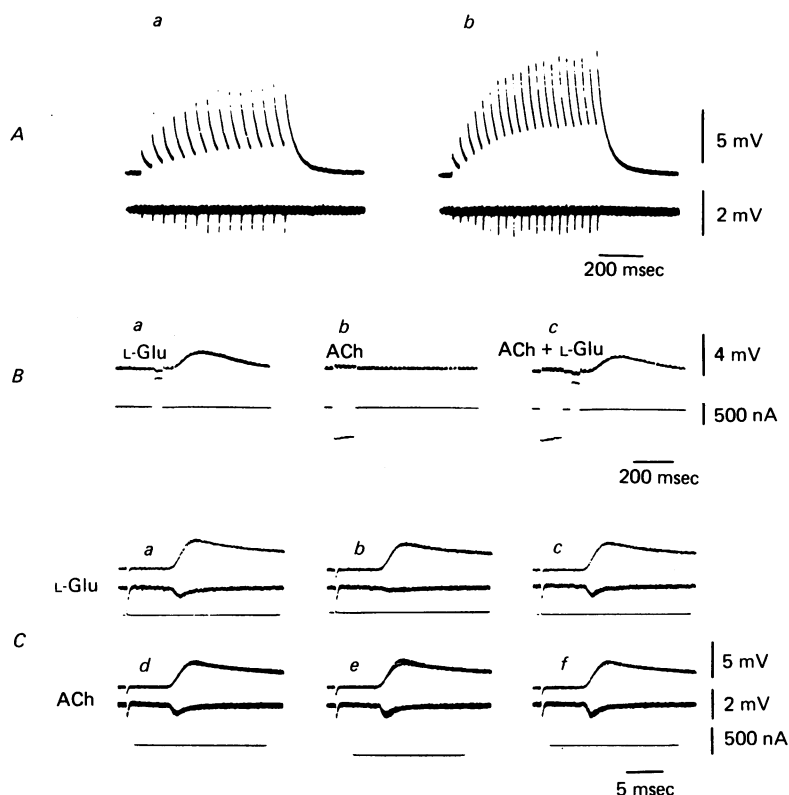 a b
A
5 mV
2 mV
200 msec
a b c
L-Glu ACh ACh + L-Glu
B
4 mV
500 nA
200 msec
a b c
L-Glu
C
d e f
ACh
5 mV
2 mV
500 nA
5 msec